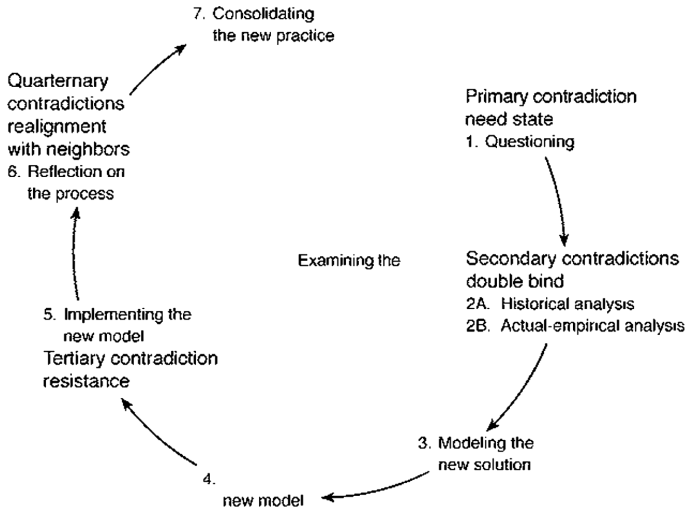 7. Consolidating
the new practice
Quarternary
contradictions
realignment
with neighbors
6. Reflection on
the process
Primary contradiction
need state
1. Questioning
Examining the
Secondary contradictions
double bind
2A. Historical analysis
2B. Actual-empirical analysis
5. Implementing the
new model
Tertiary contradiction
resistance
3. Modeling the
new solution
4.
new model